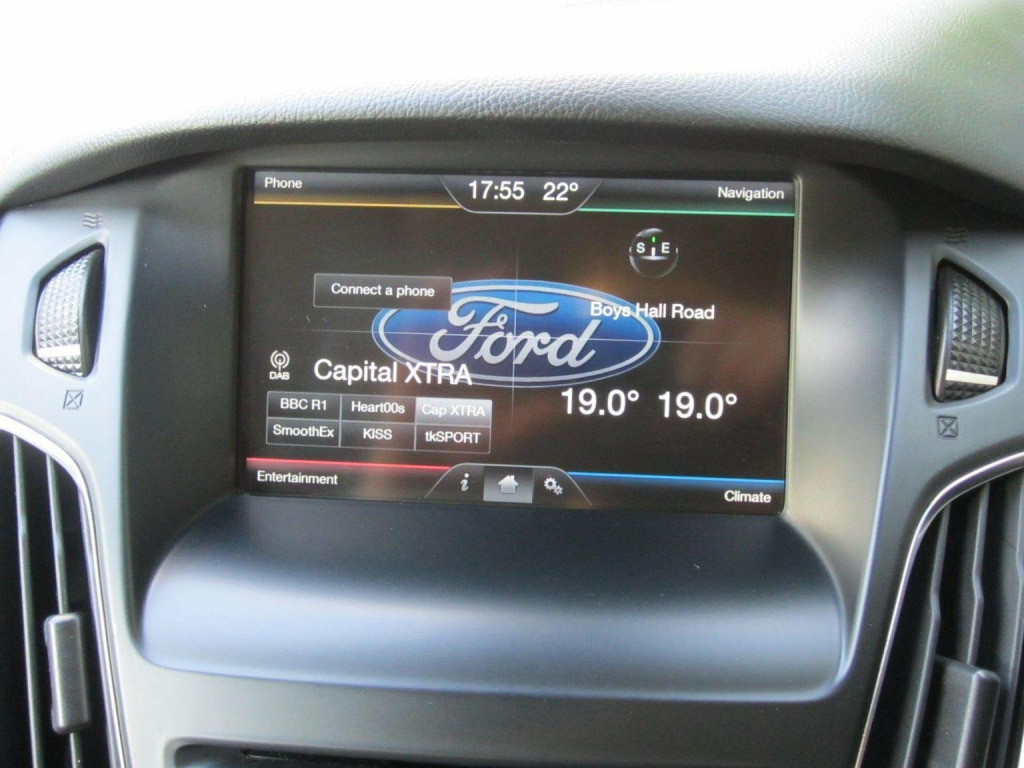 Phone
17:55 22°
Navigation
S E
Connect a phone
Ford
Boys Hall Road
DAB
Capital XTRA
19.0° 19.0°
BBC R1 Heart00s Cap XTRA
SmoothEx KISS tkSPORT
Entertainment
i
Climate